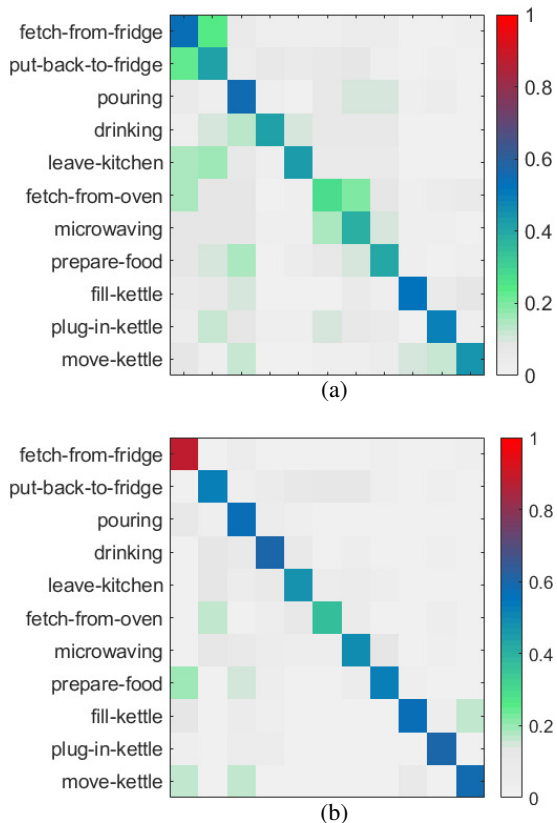 fetch-from-fridge
put-back-to-fridge
pouring
drinking
leave-kitchen
fetch-from-oven
microwaving
prepare-food
fill-kettle
plug-in-kettle
move-kettle
1
0.8
0.6
0.4
0.2
0
(a)
fetch-from-fridge
put-back-to-fridge
pouring
drinking
leave-kitchen
fetch-from-oven
microwaving
prepare-food
fill-kettle
plug-in-kettle
move-kettle
1
0.8
0.6
0.4
0.2
0
(b)